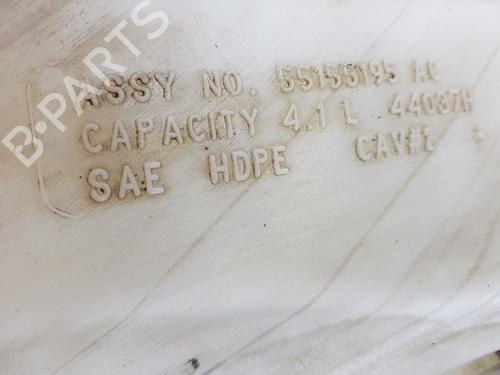 B-PARTS
ASSY NO. 55155195 AC
CAPACITY 4.1 L 44037H
SAE HDPE CAV#2